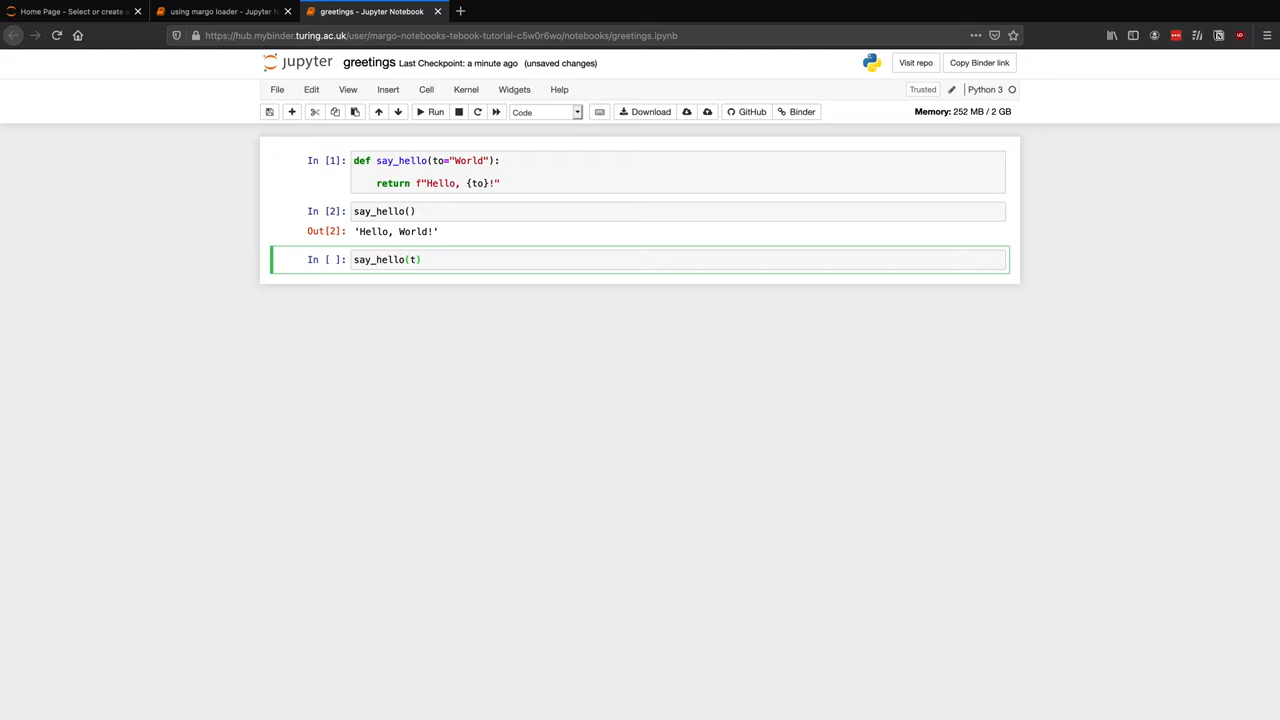 Home Page - Select or create
using margo loader - Jupyter N
greetings - Jupyter Notebook
https://hub.mybinder.turing.ac.uk/user/margo-notebooks-tebook-tutorial-c5w0r6wo/notebooks/greetings.ipynb
jupyter greetings Last Checkpoint: a minute ago (unsaved changes) Visit repo Copy Binder link
File Edit View Insert Cell Kernel Widgets Help Trusted Python 3
Run Code Download GitHub Binder Memory: 252 MB / 2 GB
In [1]: def say_hello(to="World"):
return f"Hello, {to}!"
In [2]: say_hello()
Out[2]: 'Hello, World!'
In [ ]: say_hello(t)